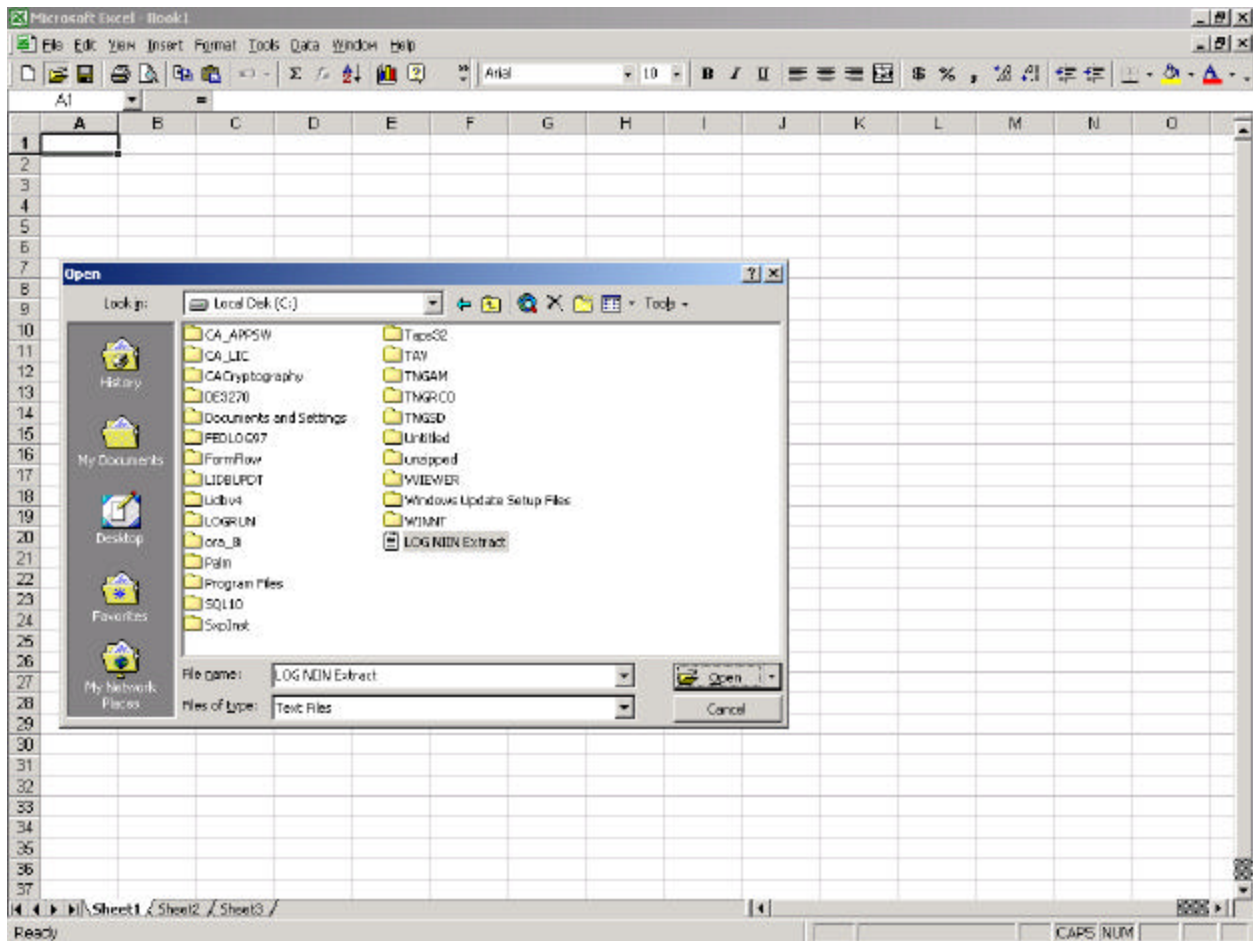 Microsoft Excel - Book1
File Edit View Insert Format Tools Data Window Help
Arial 10 B I U $ % ,
A1 =
A B C D E F G H I J K L M N O
1
2
3
4
5
6
7
8
9
10
11
12
13
14
15
16
17
18
19
20
21
22
23
24
25
26
27
28
29
30
31
32
33
34
35
36
37
Open
Look in: Local Disk (C:) Tools
History
My Documents
Desktop
Favorites
My Network Places
CA_APPSW
CA_LIC
CACryptography
DE3270
Documents and Settings
FEDLOG97
FormFlow
LIDBUPDT
Lidbv4
LOGRUN
ora_8i
Palm
Program Files
SQL10
SxpInst
Tape32
TAY
TNGAM
TNGRCO
TNGSD
Untitled
unzipped
VVIEWER
Windows Update Setup Files
WINNT
LOG NIIN Extract
File name: LOG NIIN Extract Open
Files of type: Text Files Cancel
Sheet1 Sheet2 Sheet3
Ready CAPS NUM